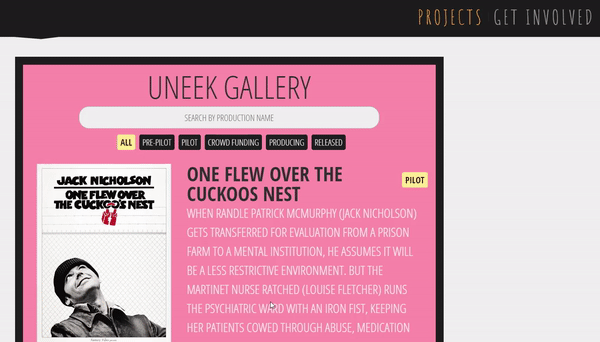 PROJECTS GET INVOLVED
UNEEK GALLERY
SEARCH BY PRODUCTION NAME
ALL PRE-PILOT PILOT CROWD FUNDING PRODUCING RELEASED
JACK NICHOLSON
ONE FLEW OVER
THE CUCKOO'S NEST
ONE FLEW OVER THE
CUCKOOS NEST
PILOT
WHEN RANDLE PATRICK MCMURPHY (JACK NICHOLSON)
GETS TRANSFERRED FOR EVALUATION FROM A PRISON
FARM TO A MENTAL INSTITUTION, HE ASSUMES IT WILL
BE A LESS RESTRICTIVE ENVIRONMENT. BUT THE
MARTINET NURSE RATCHED (LOUISE FLETCHER) RUNS
THE PSYCHIATRIC WARD WITH AN IRON FIST, KEEPING
HER PATIENTS COWED THROUGH ABUSE, MEDICATION